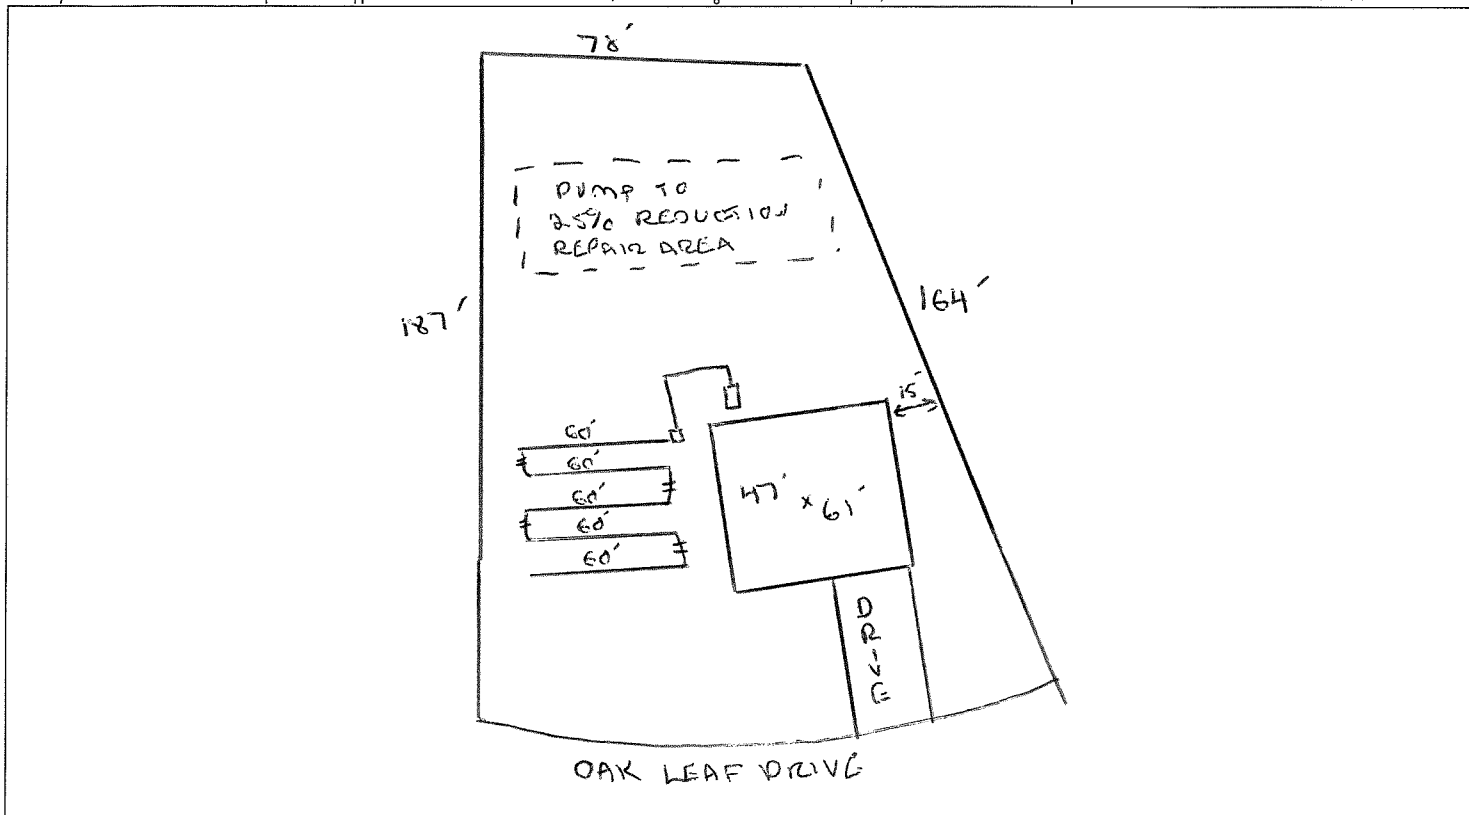 78'
PUMP TO
25% REDUCTION
REPAIR AREA
187'
164'
15'
60'
60'
60'
60'
60'
47' x 61'
DRIVE
OAK LEAF DRIVE